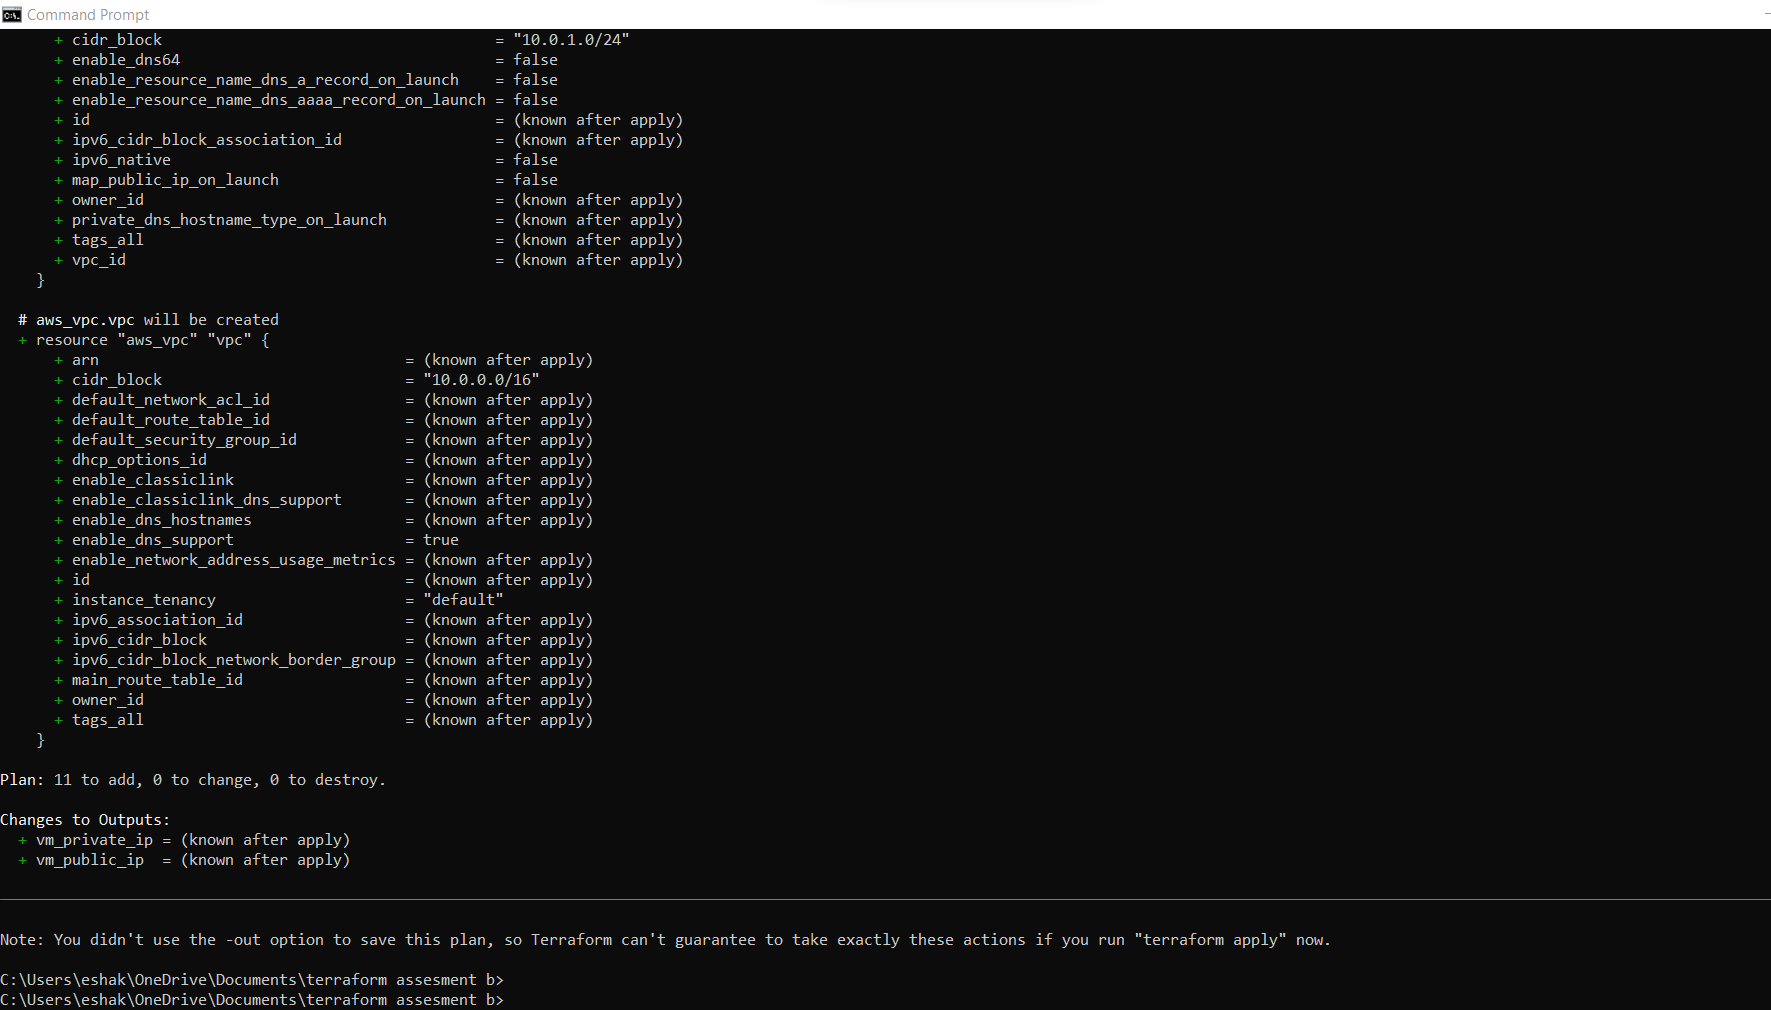 Command Prompt
+ cidr_block = "10.0.1.0/24"
+ enable_dns64 = false
+ enable_resource_name_dns_a_record_on_launch = false
+ enable_resource_name_dns_aaaa_record_on_launch = false
+ id = (known after apply)
+ ipv6_cidr_block_association_id = (known after apply)
+ ipv6_native = false
+ map_public_ip_on_launch = false
+ owner_id = (known after apply)
+ private_dns_hostname_type_on_launch = (known after apply)
+ tags_all = (known after apply)
+ vpc_id = (known after apply)
}
# aws_vpc.vpc will be created
+ resource "aws_vpc" "vpc" {
+ arn = (known after apply)
+ cidr_block = "10.0.0.0/16"
+ default_network_acl_id = (known after apply)
+ default_route_table_id = (known after apply)
+ default_security_group_id = (known after apply)
+ dhcp_options_id = (known after apply)
+ enable_classiclink = (known after apply)
+ enable_classiclink_dns_support = (known after apply)
+ enable_dns_hostnames = (known after apply)
+ enable_dns_support = true
+ enable_network_address_usage_metrics = (known after apply)
+ id = (known after apply)
+ instance_tenancy = "default"
+ ipv6_association_id = (known after apply)
+ ipv6_cidr_block = (known after apply)
+ ipv6_cidr_block_network_border_group = (known after apply)
+ main_route_table_id = (known after apply)
+ owner_id = (known after apply)
+ tags_all = (known after apply)
}
Plan: 11 to add, 0 to change, 0 to destroy.
Changes to Outputs:
+ vm_private_ip = (known after apply)
+ vm_public_ip = (known after apply)
Note: You didn't use the -out option to save this plan, so Terraform can't guarantee to take exactly these actions if you run "terraform apply" now.
C:\Users\eshak\OneDrive\Documents\terraform assesment b>
C:\Users\eshak\OneDrive\Documents\terraform assesment b>